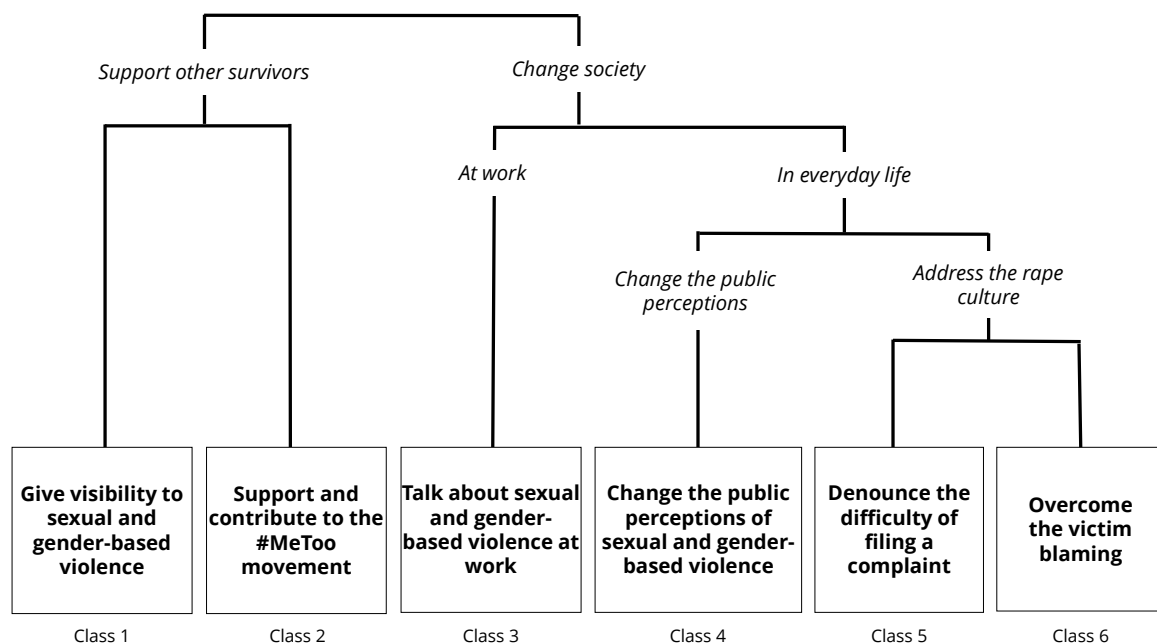 Support other survivors
Change society
At work
In everyday life
Change the public
perceptions
Address the rape
culture
Give visibility to
sexual and
gender-based
violence
Support and
contribute to the
#MeToo
movement
Talk about sexual
and gender-
based violence at
work
Change the public
perceptions of
sexual and gender-
based violence
Denounce the
difficulty of
filing a
complaint
Overcome
the victim
blaming
Class 1
Class 2
Class 3
Class 4
Class 5
Class 6